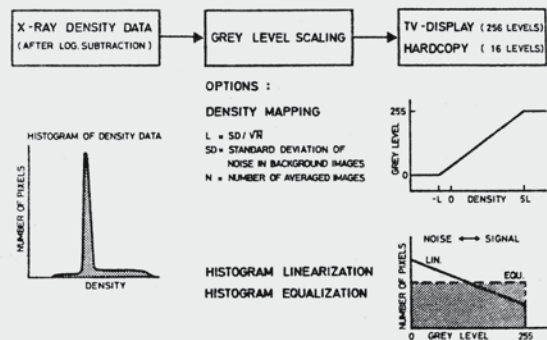 X-RAY DENSITY DATA
(AFTER LOG. SUBTRACTION)
GREY LEVEL SCALING
TV-DISPLAY (256 LEVELS)
HARDCOPY (16 LEVELS)
OPTIONS :
DENSITY MAPPING
L = SD/√N
SD= STANDARD DEVIATION OF
NOISE IN BACKGROUND IMAGES
N = NUMBER OF AVERAGED IMAGES
HISTOGRAM OF DENSITY DATA
NUMBER OF PIXELS
DENSITY
GREY LEVEL
255
0
-L 0 DENSITY 5L
HISTOGRAM LINEARIZATION
HISTOGRAM EQUALIZATION
NOISE ↔ SIGNAL
LIN.
EQU.
NUMBER OF PIXELS
0 GREY LEVEL 255